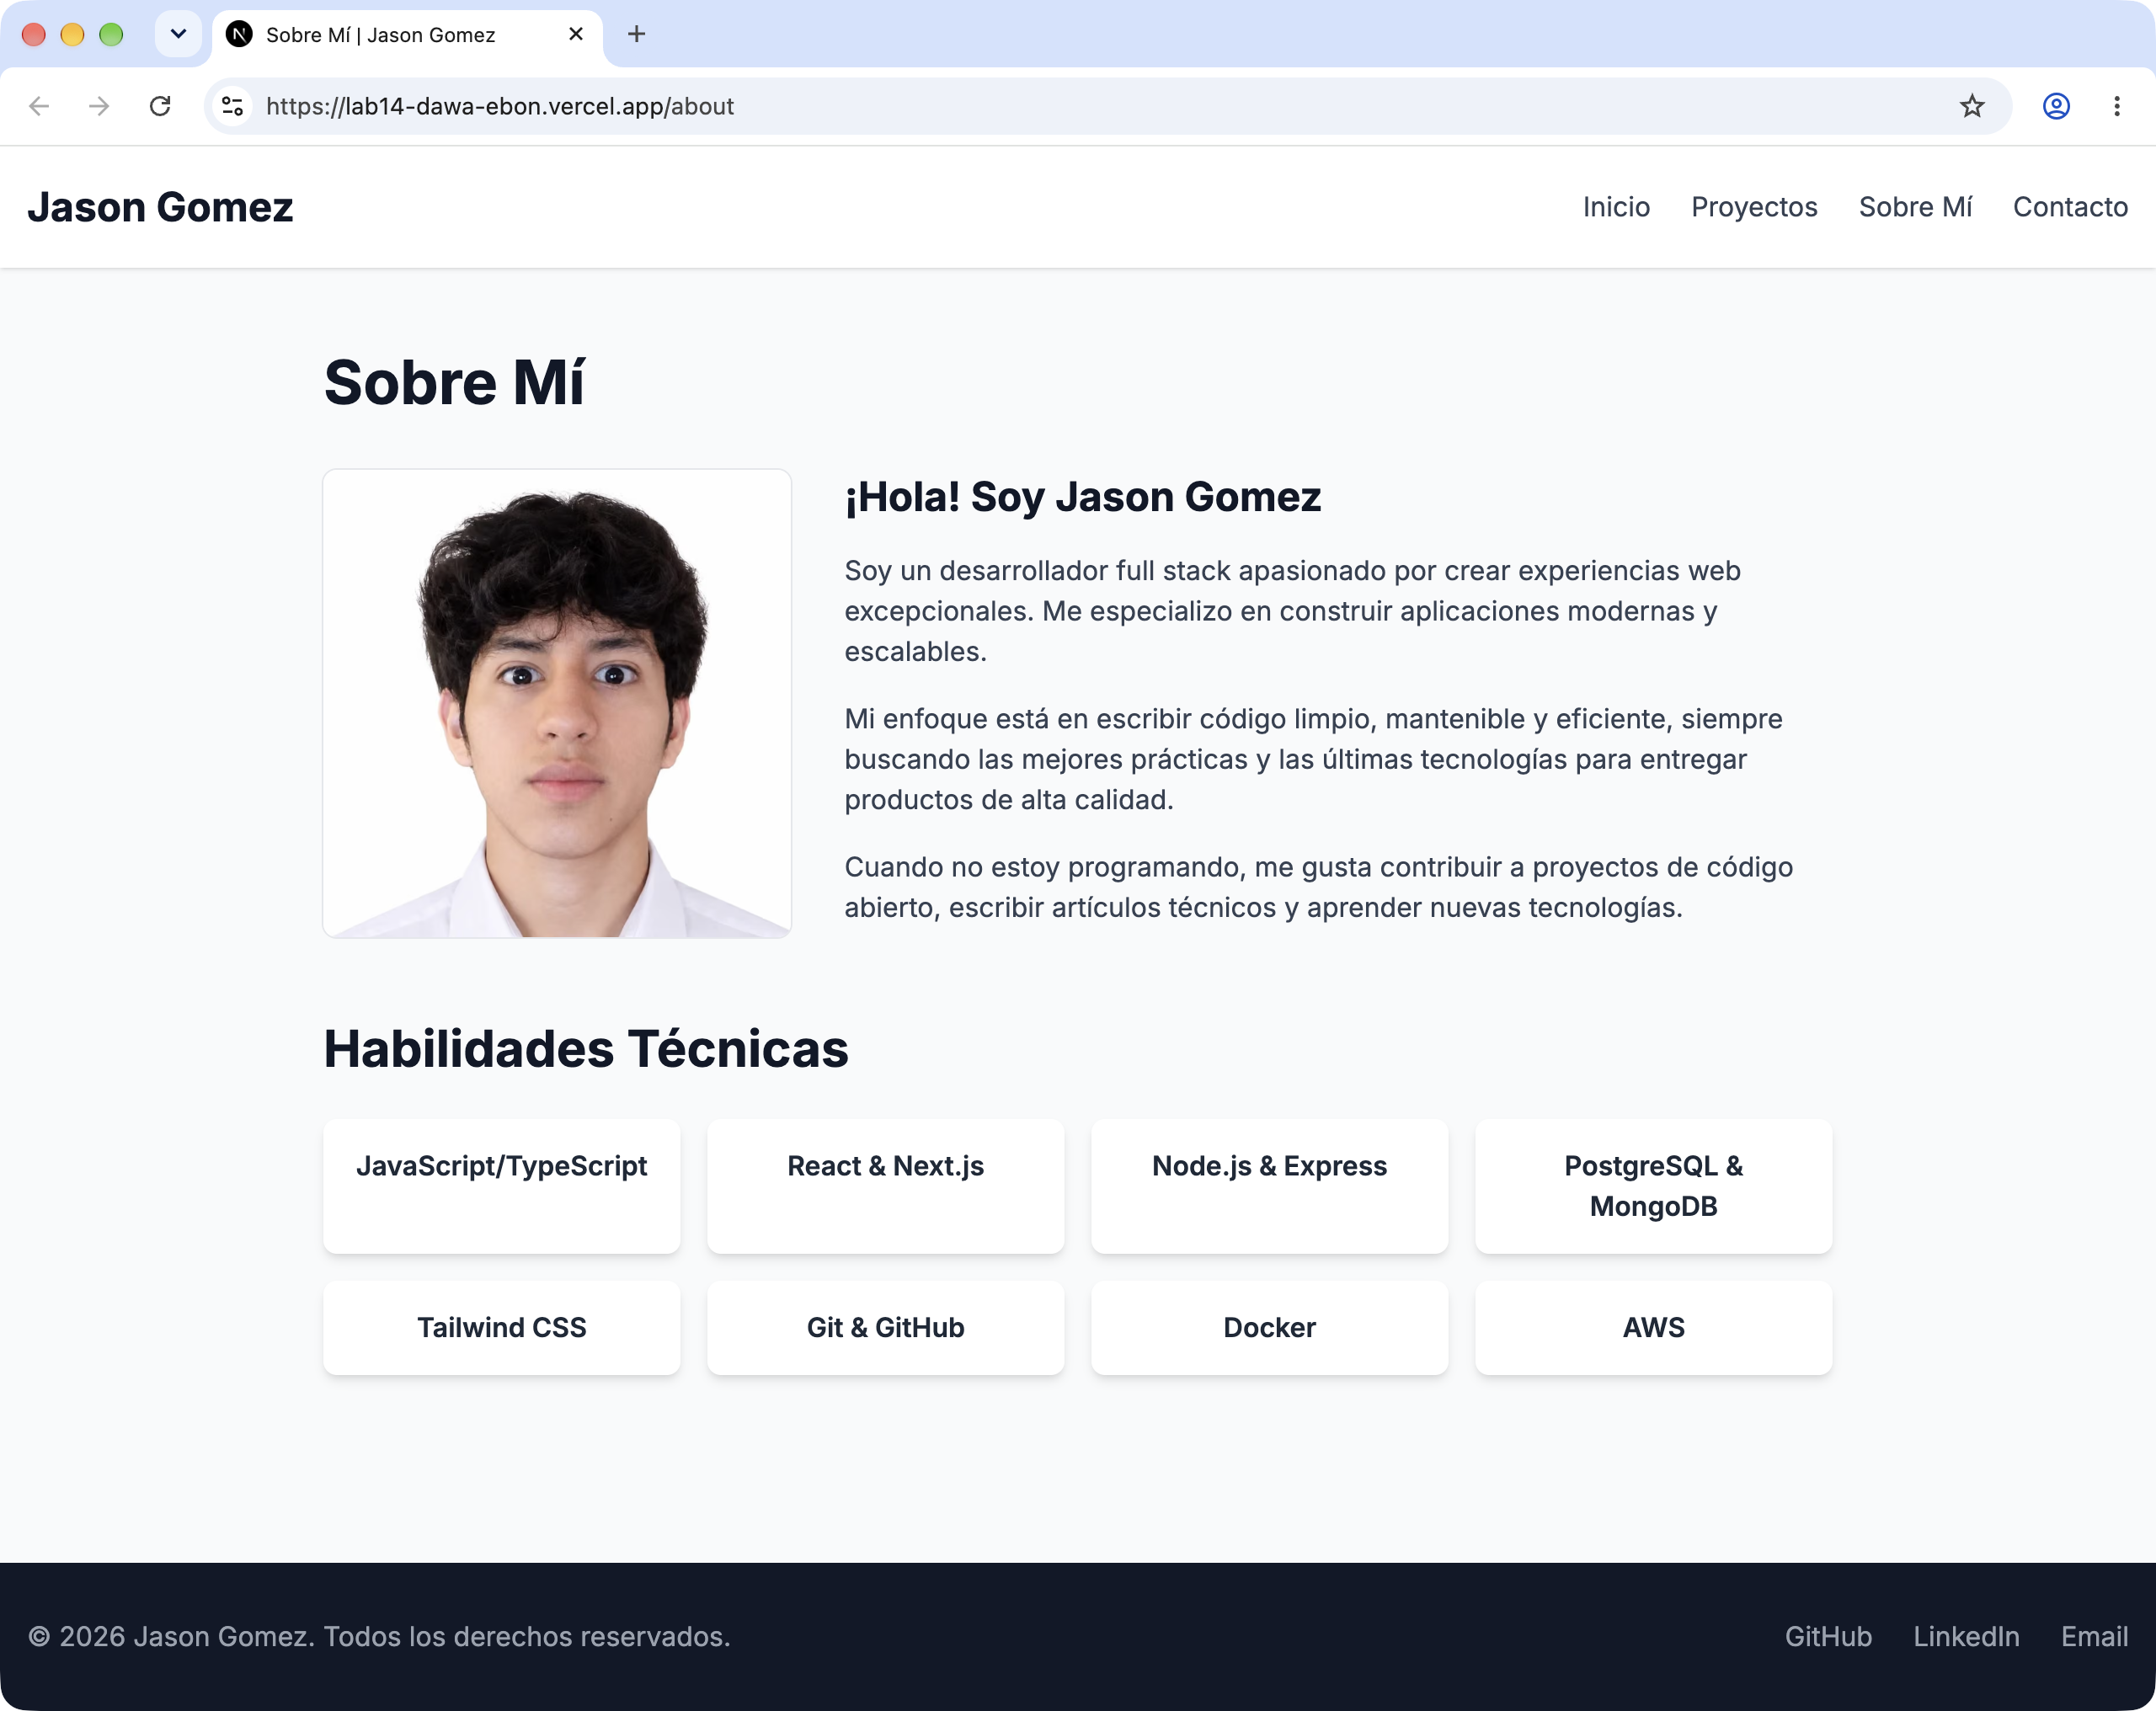 Sobre Mí | Jason Gomez
https://lab14-dawa-ebon.vercel.app/about
Jason Gomez
Inicio Proyectos Sobre Mí Contacto
Sobre Mí
¡Hola! Soy Jason Gomez
Soy un desarrollador full stack apasionado por crear experiencias web
excepcionales. Me especializo en construir aplicaciones modernas y
escalables.
Mi enfoque está en escribir código limpio, mantenible y eficiente, siempre
buscando las mejores prácticas y las últimas tecnologías para entregar
productos de alta calidad.
Cuando no estoy programando, me gusta contribuir a proyectos de código
abierto, escribir artículos técnicos y aprender nuevas tecnologías.
Habilidades Técnicas
JavaScript/TypeScript
React & Next.js
Node.js & Express
PostgreSQL &
MongoDB
Tailwind CSS
Git & GitHub
Docker
AWS
© 2026 Jason Gomez. Todos los derechos reservados.
GitHub LinkedIn Email